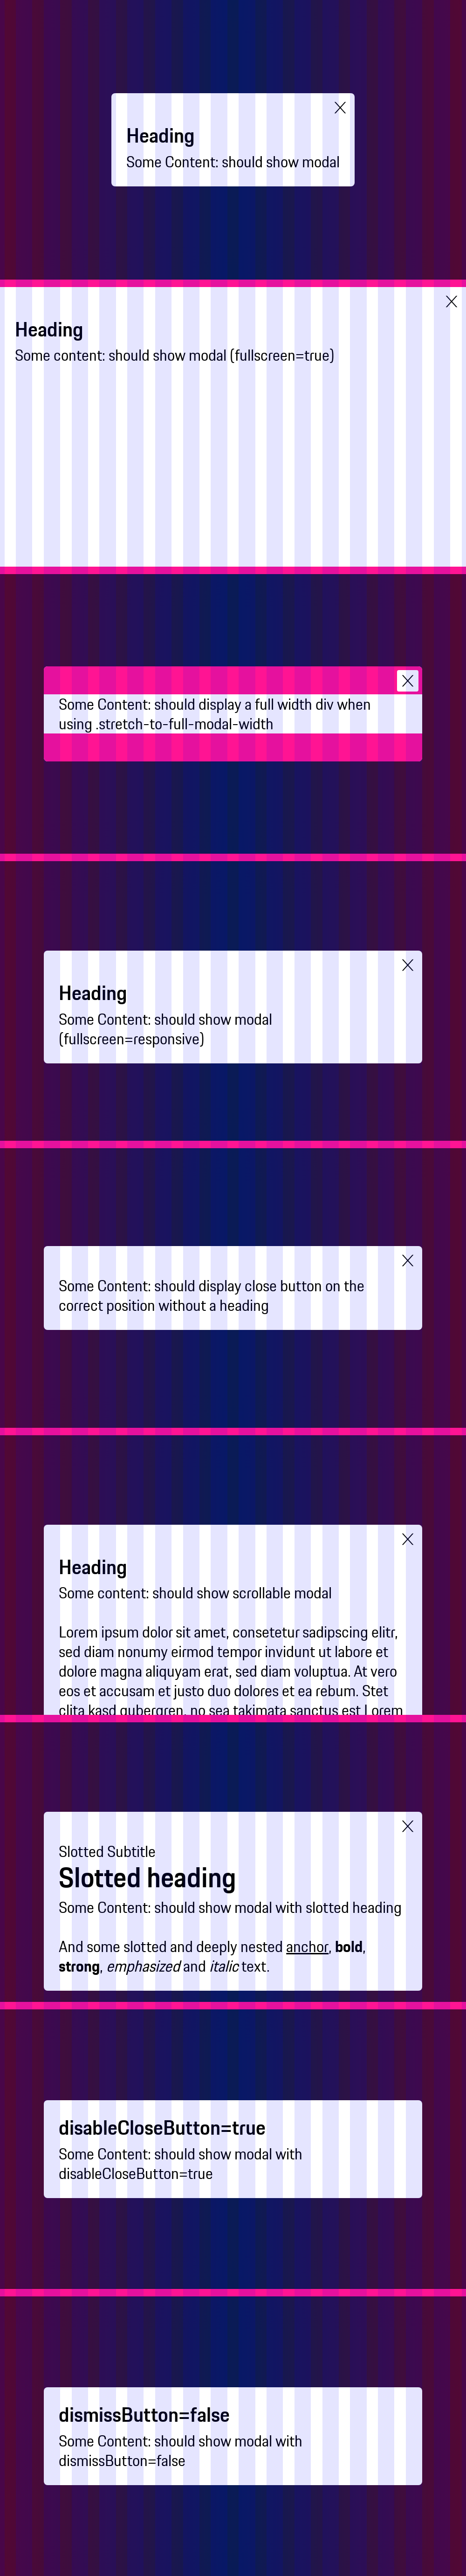 Heading
Some Content: should show modal
Heading
Some content: should show modal (fullscreen=true)
Some Content: should display a full width div when
using .stretch-to-full-modal-width
Heading
Some Content: should show modal
(fullscreen=responsive)
Some Content: should display close button on the
correct position without a heading
Heading
Some content: should show scrollable modal
Lorem ipsum dolor sit amet, consetetur sadipscing elitr,
sed diam nonumy eirmod tempor invidunt ut labore et
dolore magna aliquyam erat, sed diam voluptua. At vero
eos et accusam et justo duo dolores et ea rebum. Stet
clita kasd gubergren, no sea takimata sanctus est Lorem
Slotted Subtitle
Slotted heading
Some Content: should show modal with slotted heading
And some slotted and deeply nested anchor, bold,
strong, emphasized and italic text.
disableCloseButton=true
Some Content: should show modal with
disableCloseButton=true
dismissButton=false
Some Content: should show modal with
dismissButton=false